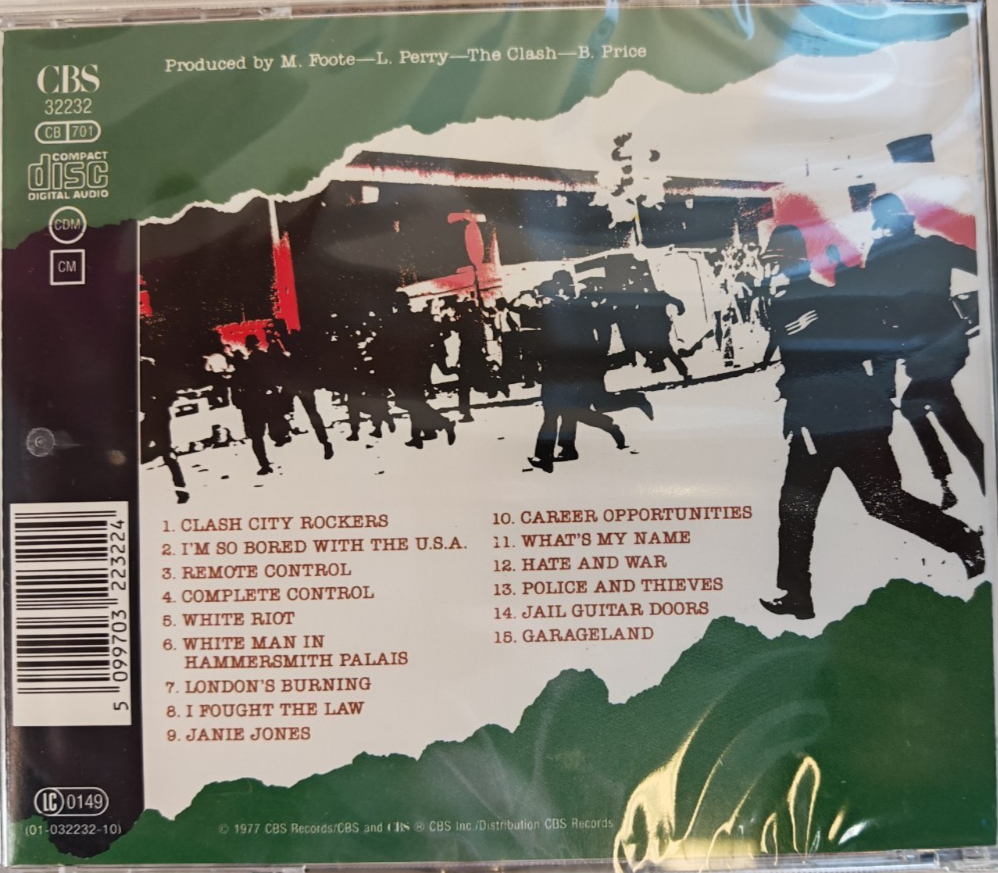 Produced by M. Foote—L. Perry—The Clash—B. Price
CBS
32232
CB 701
COMPACT
disc
DIGITAL AUDIO
CDM
CM
1. CLASH CITY ROCKERS
2. I'M SO BORED WITH THE U.S.A.
3. REMOTE CONTROL
4. COMPLETE CONTROL
5. WHITE RIOT
6. WHITE MAN IN
HAMMERSMITH PALAIS
7. LONDON'S BURNING
8. I FOUGHT THE LAW
9. JANIE JONES
10. CAREER OPPORTUNITIES
11. WHAT'S MY NAME
12. HATE AND WAR
13. POLICE AND THIEVES
14. JAIL GUITAR DOORS
15. GARAGELAND
5 099703 223224
LC 0149
(01-032232-10)
© 1977 CBS Records/CBS and CBS ® CBS Inc./Distribution CBS Records